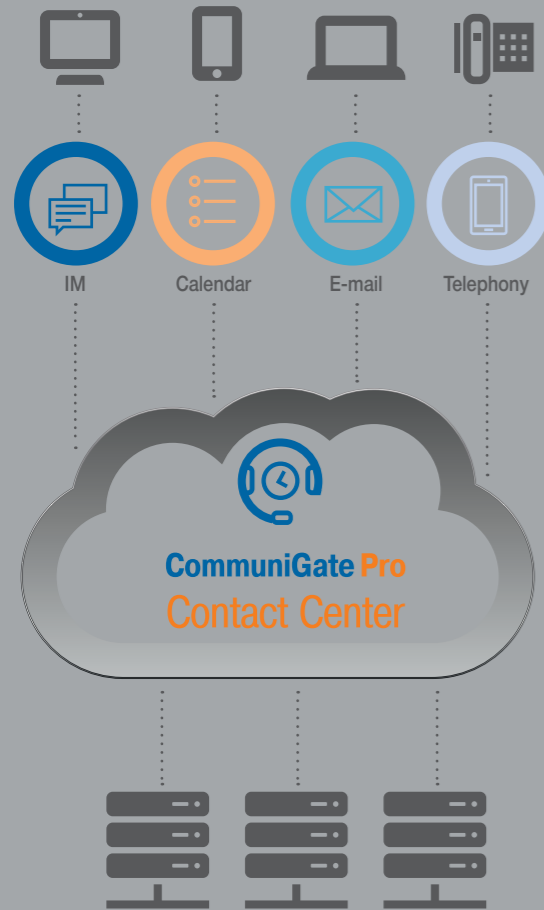 IM
Calendar
E-mail
Telephony
CommuniGate Pro
Contact Center